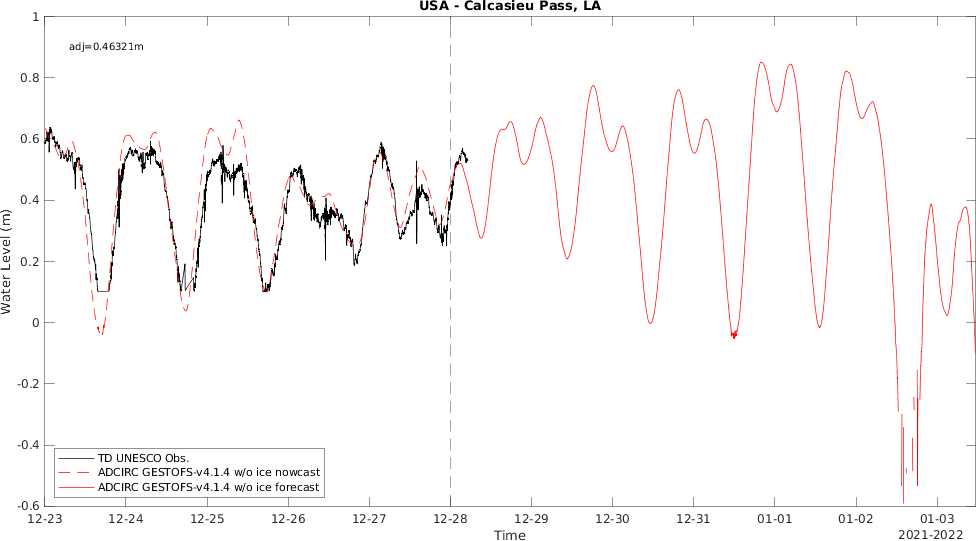 USA - Calcasieu Pass, LA
adj=0.46321m
1
0.8
0.6
0.4
0.2
0
-0.2
-0.4
-0.6
Water Level (m)
TD UNESCO Obs.
ADCIRC GESTOFS-v4.1.4 w/o ice nowcast
ADCIRC GESTOFS-v4.1.4 w/o ice forecast
12-23 12-24 12-25 12-26 12-27 12-28 12-29 12-30 12-31 01-01 01-02 01-03
Time
2021-2022